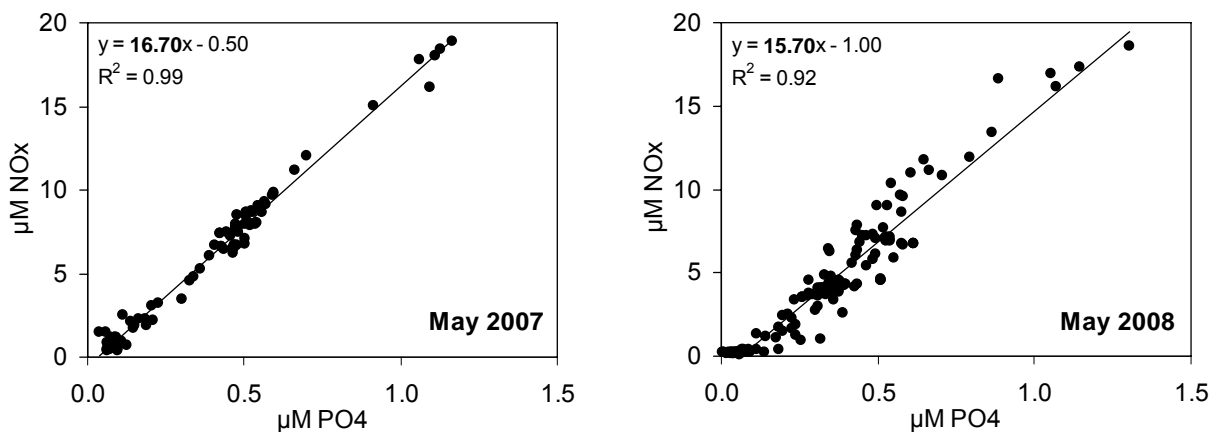 20
y = 16.70x - 0.50
R² = 0.99
15
µM NOx
10
5
May 2007
0
0.0 0.5 1.0 1.5
µM PO4
20
y = 15.70x - 1.00
R² = 0.92
15
µM NOx
10
5
May 2008
0
0.0 0.5 1.0 1.5
µM PO4